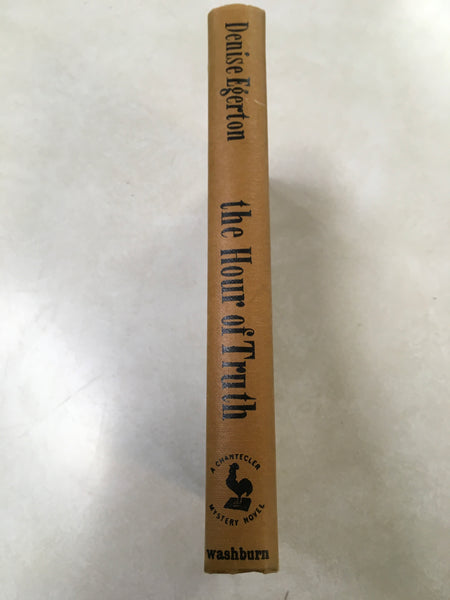 Denise Egerton
the Hour of Truth
A CHANTECLER
MYSTERY NOVEL
washburn